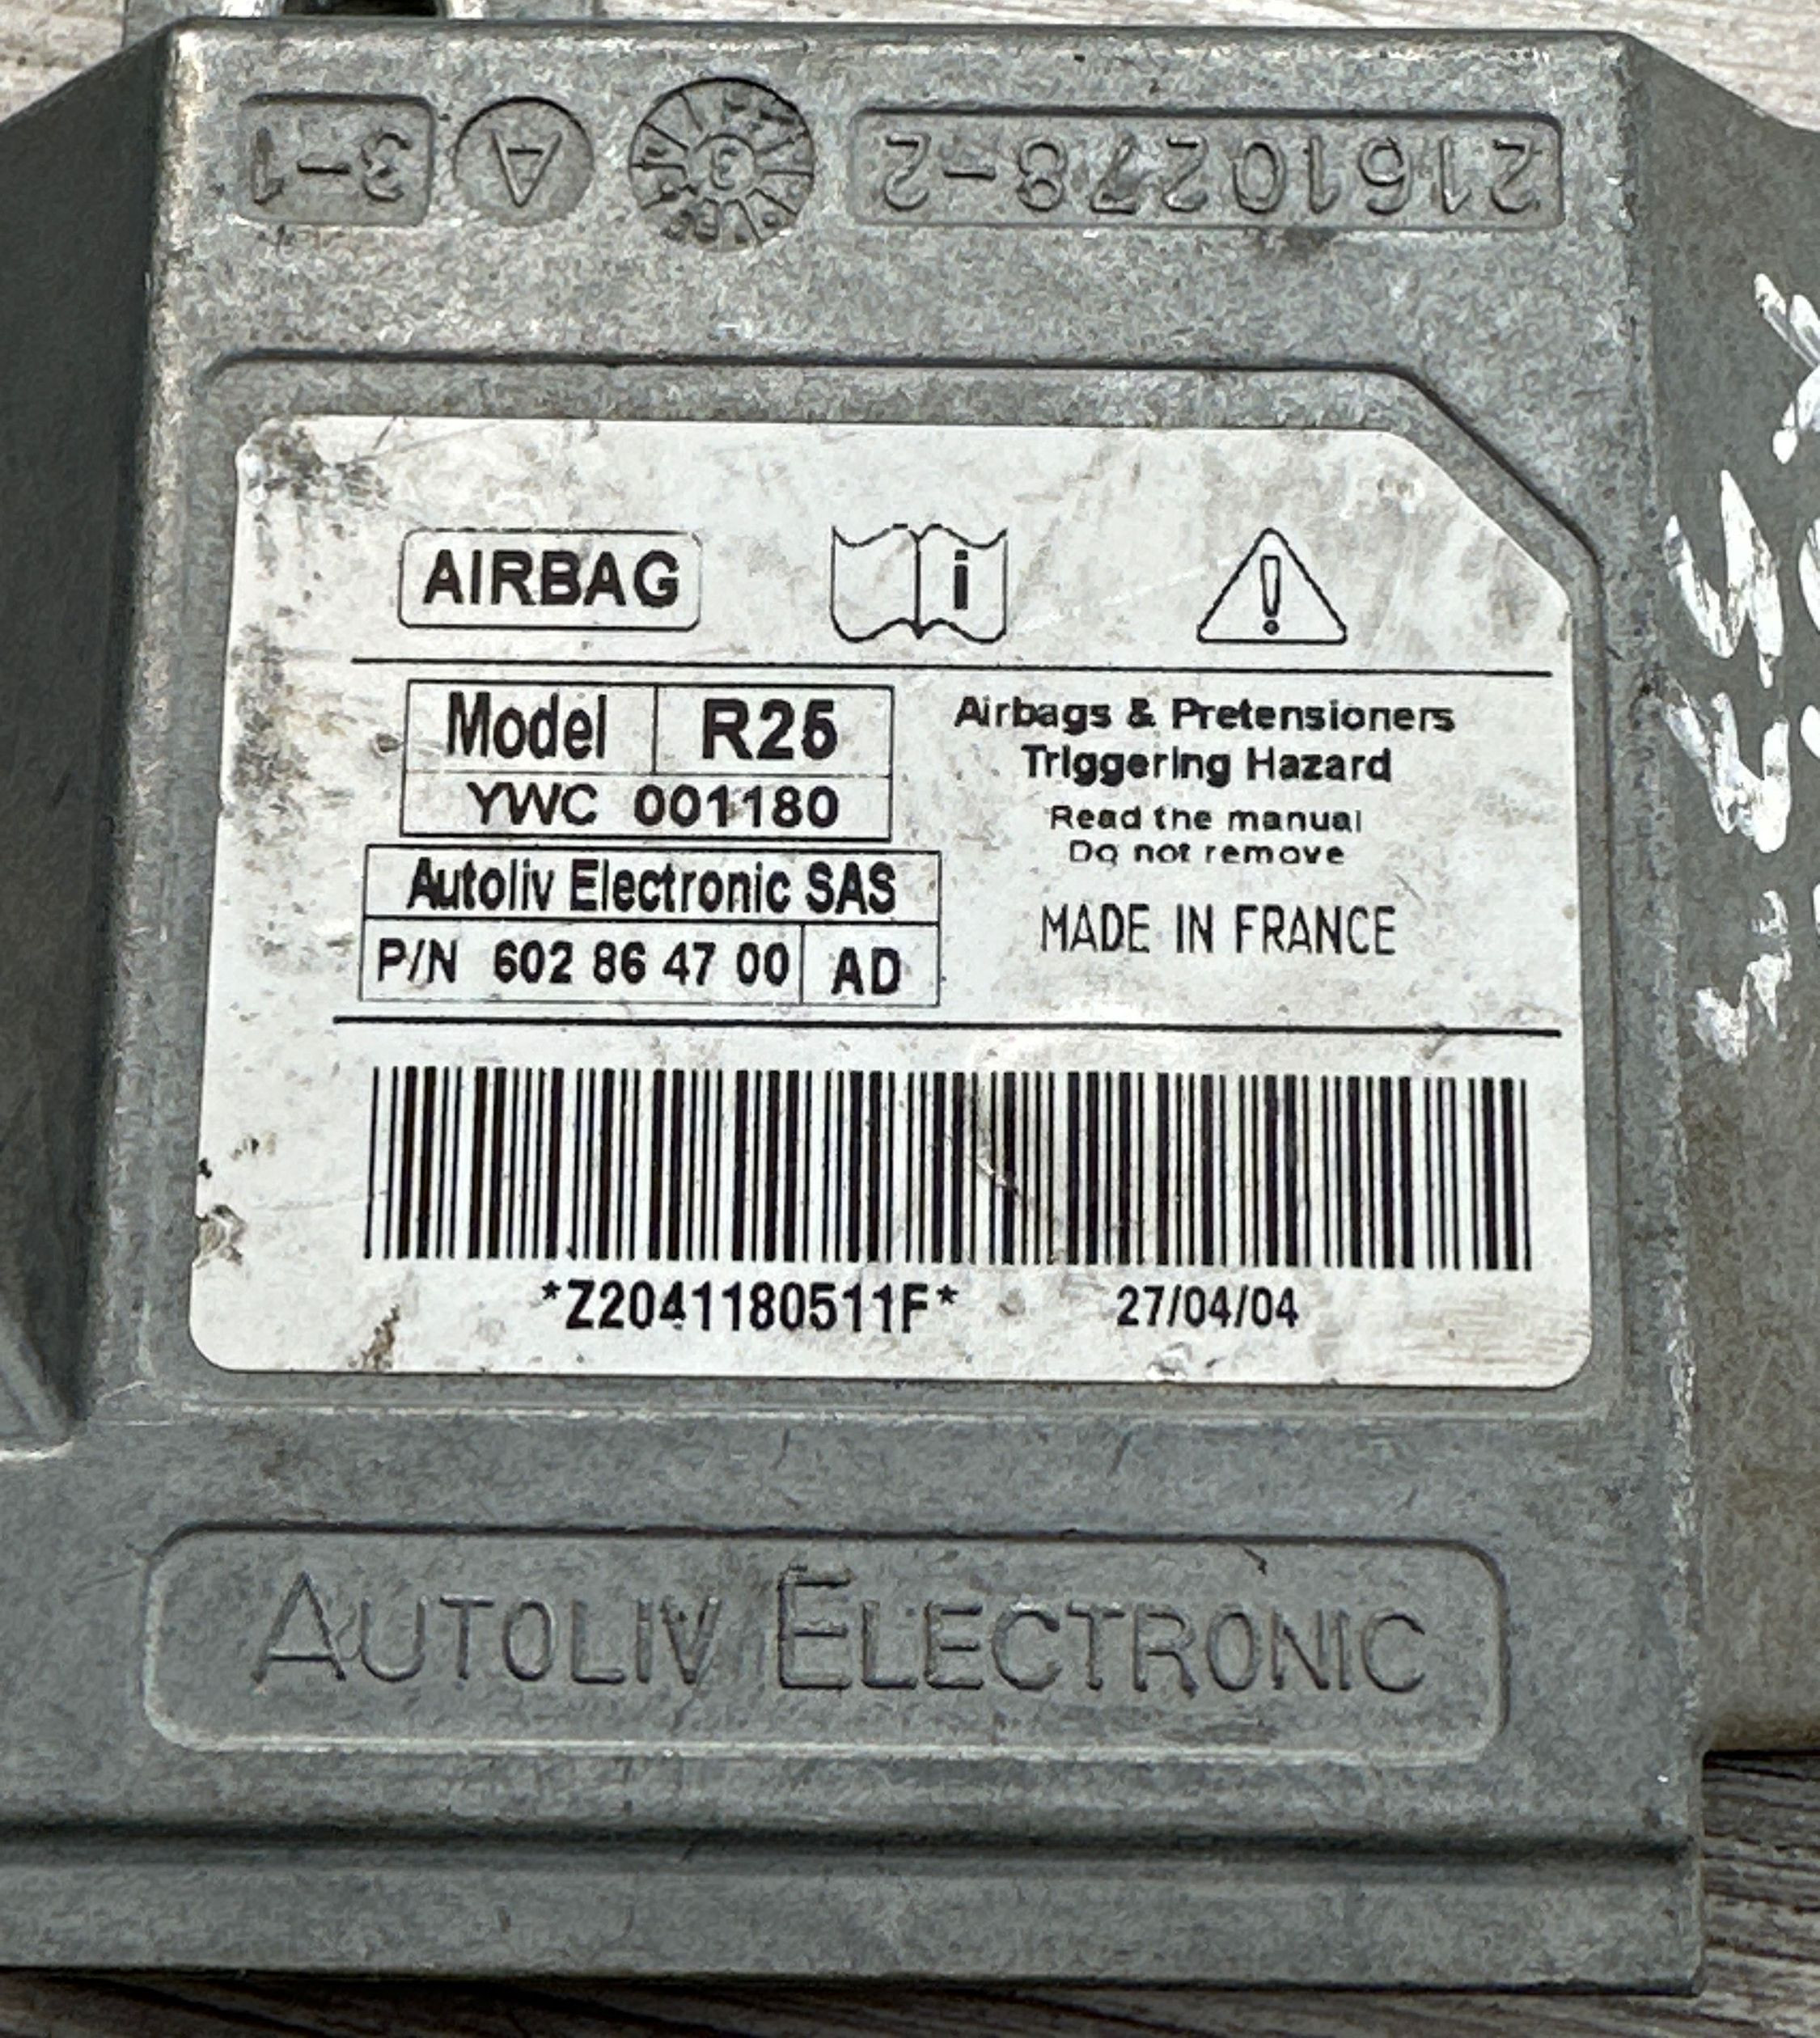 21610278-2
A
3-1
AIRBAG
i
Model R25
YWC 001180
Airbags & Pretensioners
Triggering Hazard
Read the manual
Do not remove
MADE IN FRANCE
Autoliv Electronic SAS
P/N 602 86 47 00 AD
*Z2041180511F* 27/04/04
AUTOLIV ELECTRONIC